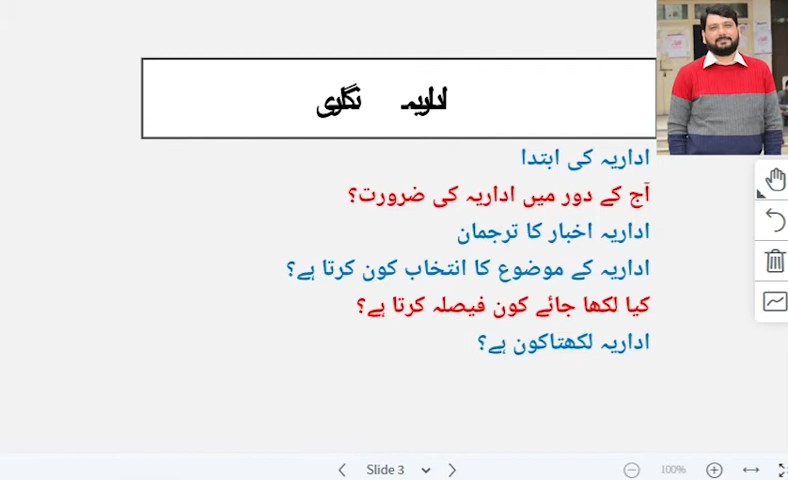 اداریہ نگاری
اداریہ کی ابتدا
آج کے دور میں اداریہ کی ضرورت؟
اداریہ اخبار کا ترجمان
اداریہ کے موضوع کا انتخاب کون کرتا ہے؟
کیا لکھا جائے کون فیصلہ کرتا ہے؟
اداریہ لکھتاکون ہے؟
Slide 3
100%